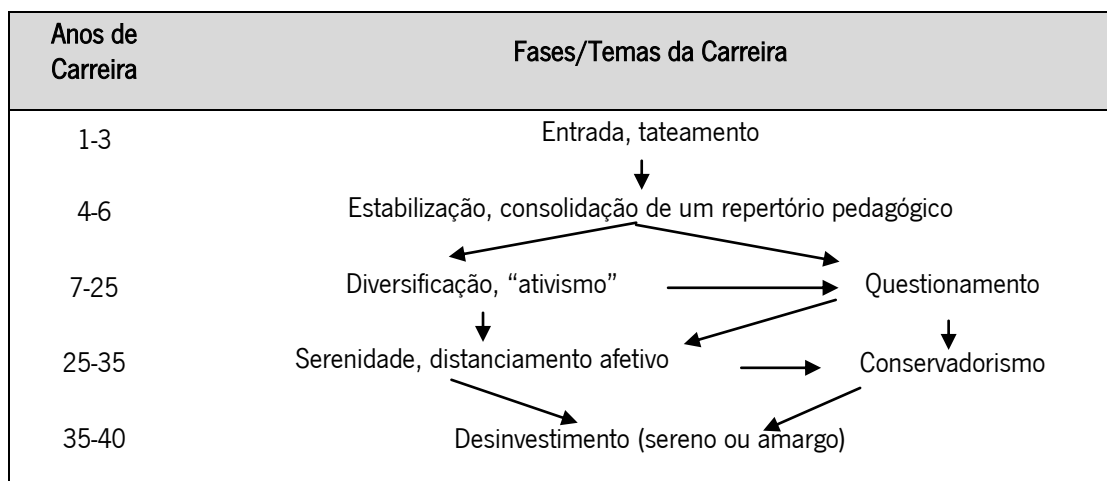 Anos de
Carreira
Fases/Temas da Carreira
1-3
Entrada, tateamento
4-6
Estabilização, consolidação de um repertório pedagógico
7-25
Diversificação, “ativismo”
Questionamento
25-35
Serenidade, distanciamento afetivo
Conservadorismo
35-40
Desinvestimento (sereno ou amargo)